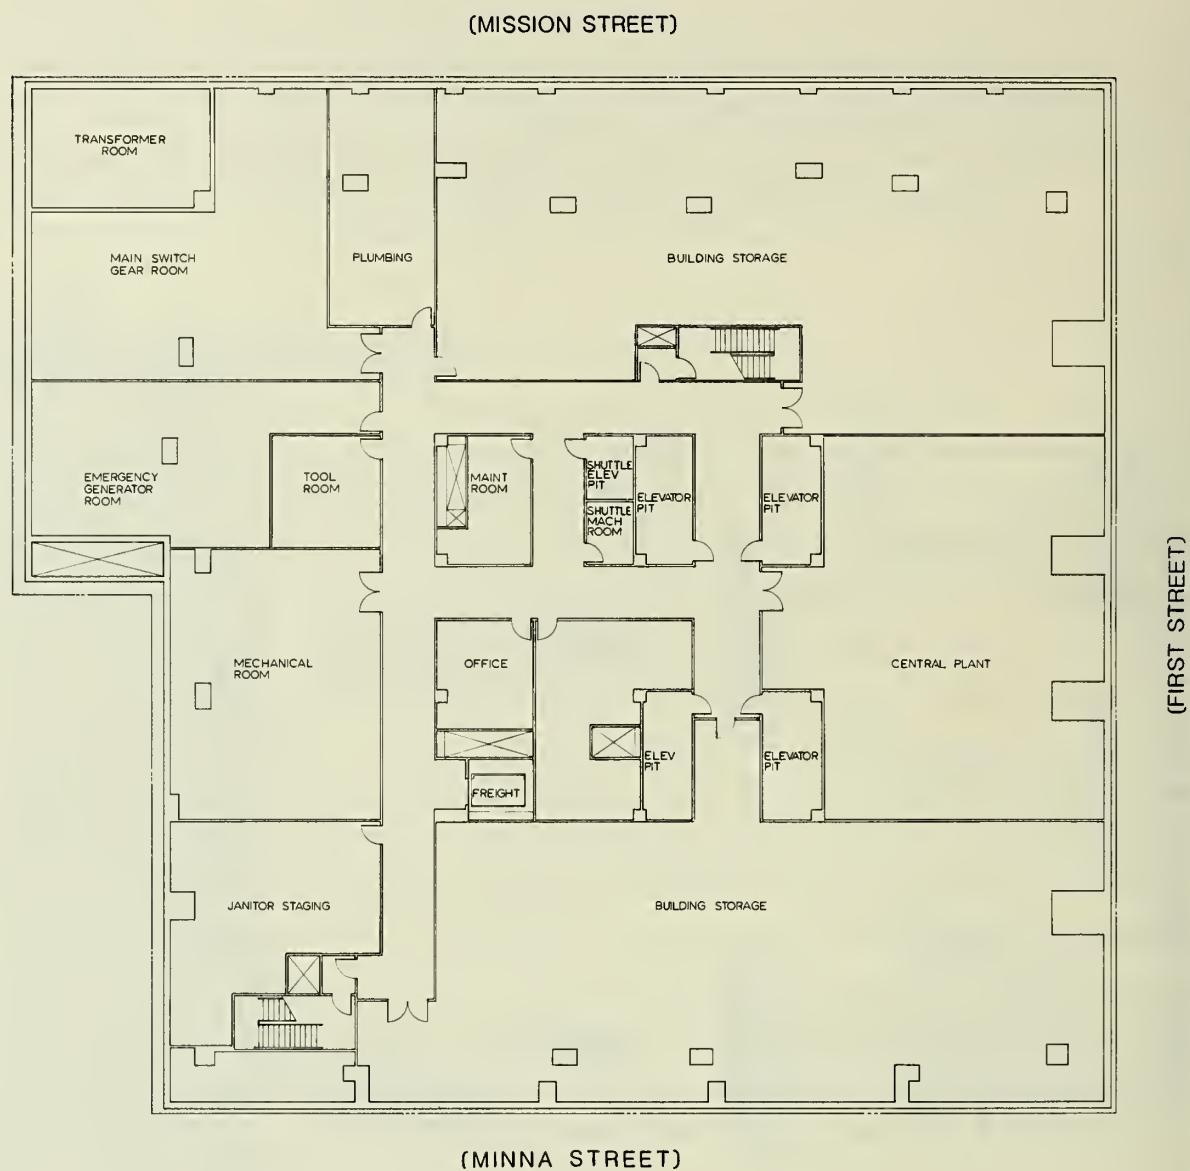 (MISSION STREET)
TRANSFORMER
ROOM
MAIN SWITCH
GEAR ROOM
PLUMBING
BUILDING STORAGE
EMERGENCY
GENERATOR
ROOM
TOOL
ROOM
MAINT
ROOM
SHUTTLE
ELEV
PIT
SHUTTLE
MACH
ROOM
ELEVATOR
PIT
ELEVATOR
PIT
(FIRST STREET)
MECHANICAL
ROOM
OFFICE
CENTRAL PLANT
ELEV
PIT
ELEVATOR
PIT
FREIGHT
JANITOR STAGING
BUILDING STORAGE
(MINNA STREET)